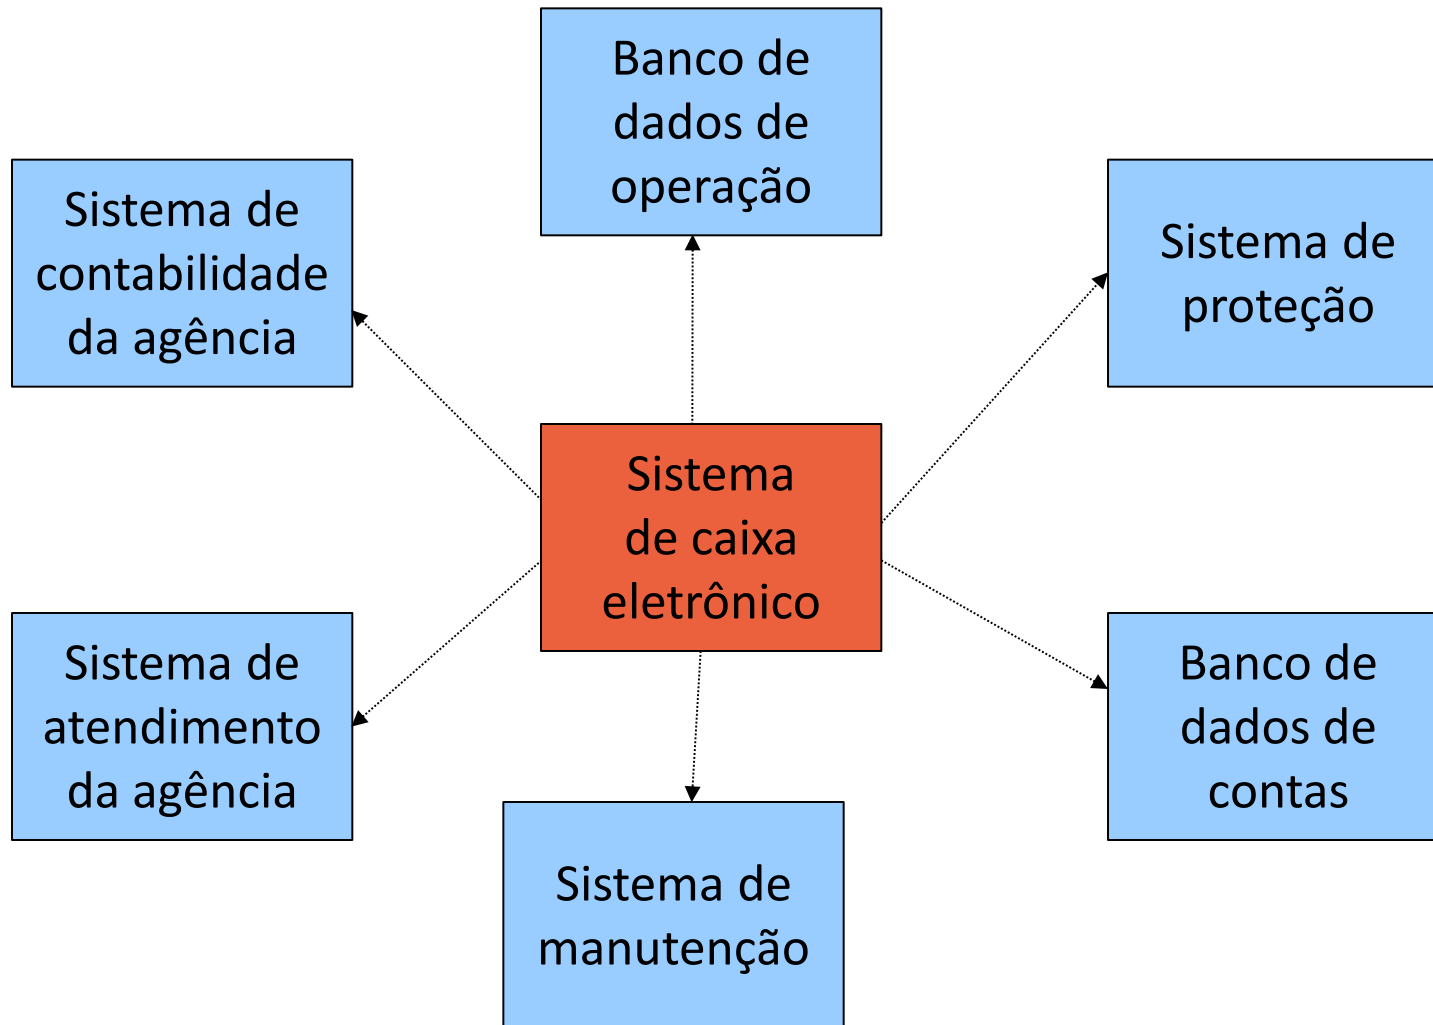 Banco de
dados de
operação
Sistema de
contabilidade
da agência
Sistema de
proteção
Sistema
de caixa
eletrônico
Sistema de
atendimento
da agência
Banco de
dados de
contas
Sistema de
manutenção